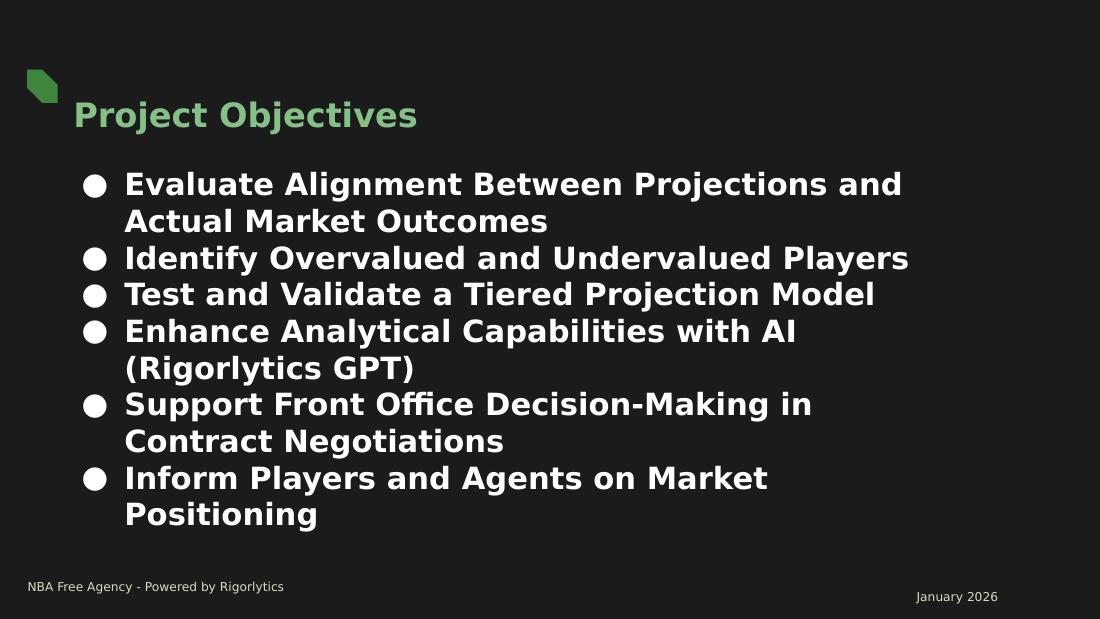 Project Objectives
● Evaluate Alignment Between Projections and
Actual Market Outcomes
● Identify Overvalued and Undervalued Players
● Test and Validate a Tiered Projection Model
● Enhance Analytical Capabilities with AI
(Rigorlytics GPT)
● Support Front Office Decision-Making in
Contract Negotiations
● Inform Players and Agents on Market
Positioning
NBA Free Agency - Powered by Rigorlytics
January 2026